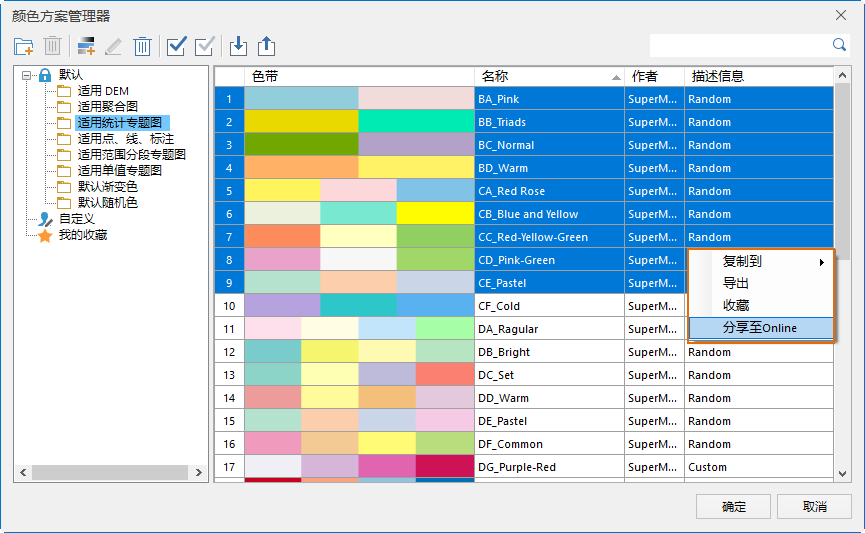 颜色方案管理器
默认
适用 DEM
适用聚合图
适用统计专题图
适用点、线、标注
适用范围分段专题图
适用单值专题图
默认渐变色
默认随机色
自定义
我的收藏
色带 名称 作者 描述信息
1 BA_Pink SuperM... Random
2 BB_Triads SuperM... Random
3 BC_Normal SuperM... Random
4 BD_Warm SuperM... Random
5 CA_Red Rose SuperM... Random
6 CB_Blue and Yellow SuperM... Random
7 CC_Red-Yellow-Green SuperM... Random
8 CD_Pink-Green SuperM...
9 CE_Pastel SuperM...
10 CF_Cold SuperM...
11 DA_Ragular SuperM...
12 DB_Bright SuperM... Random
13 DC_Set SuperM... Random
14 DD_Warm SuperM... Random
15 DE_Pastel SuperM... Random
16 DF_Common SuperM... Random
17 DG_Purple-Red SuperM... Custom
复制到
导出
收藏
分享至Online
确定 取消